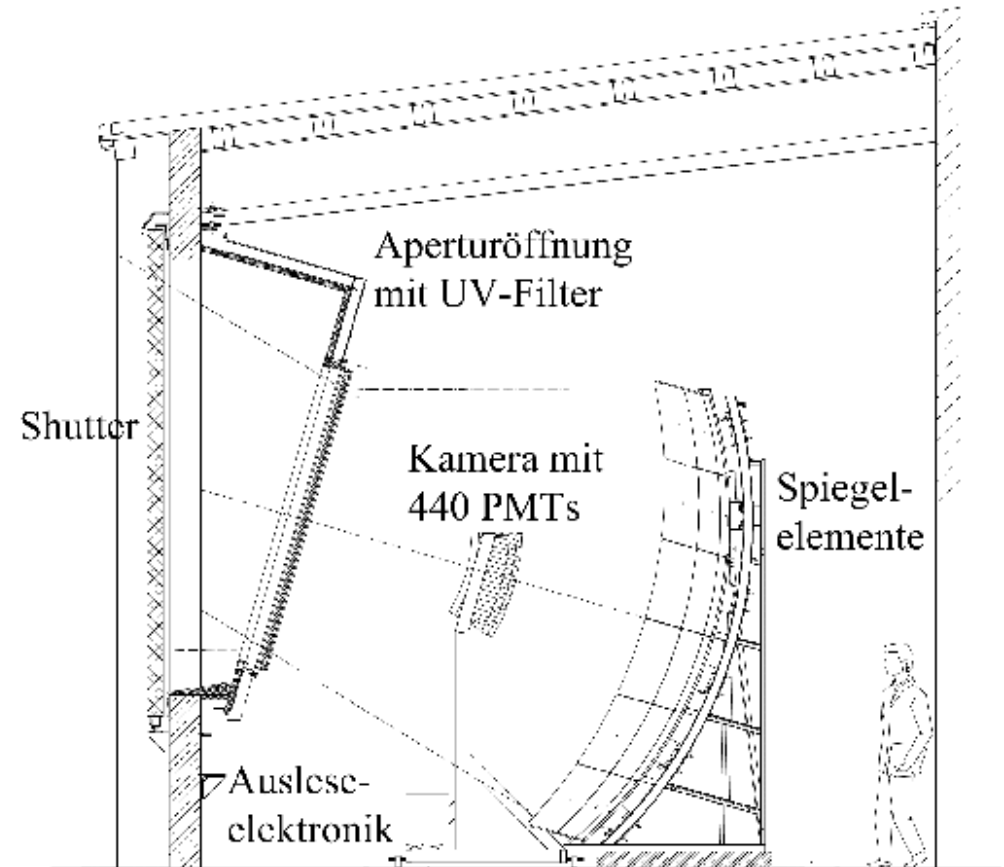 Aperturöffnung
mit UV-Filter
Shutter
Kamera mit
440 PMTs
Spiegel-
elemente
Auslese-
elektronik